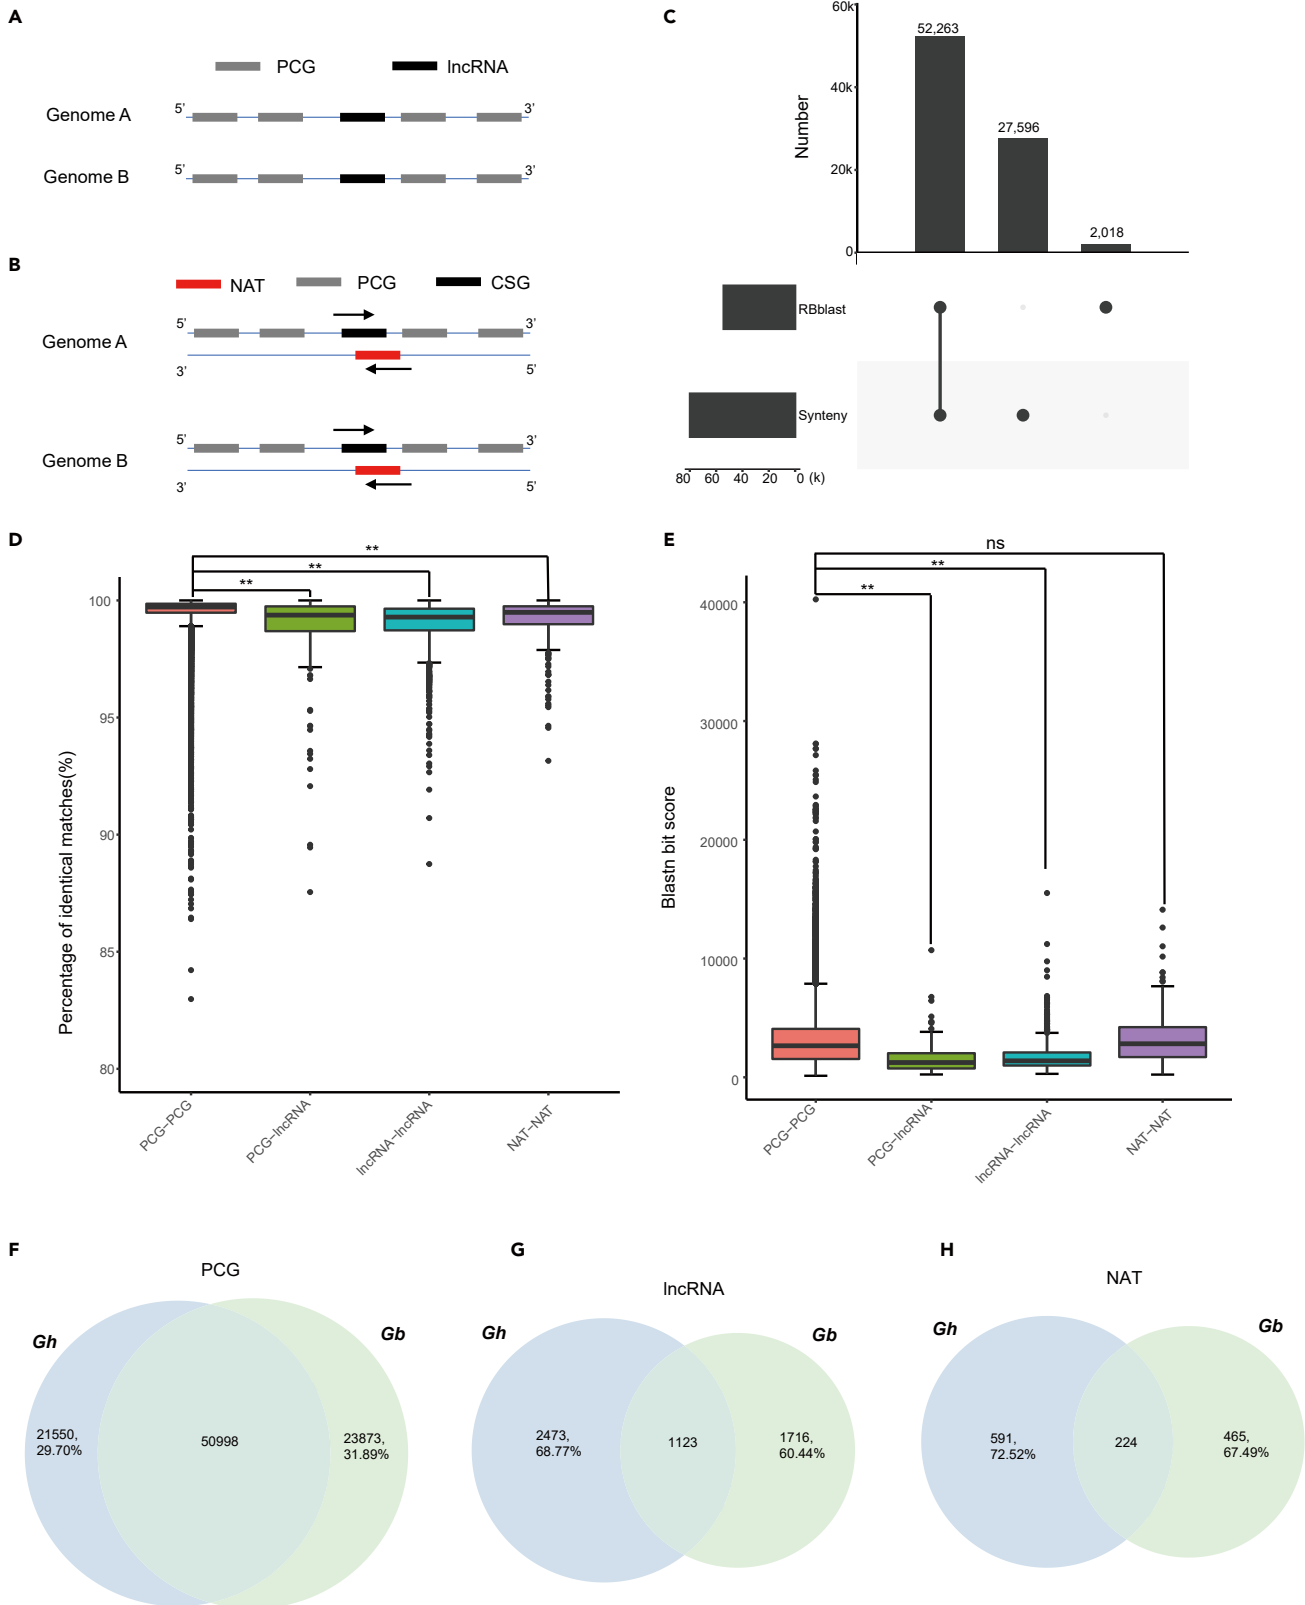 A
PCG
lncRNA
Genome A
5'
3'
Genome B
5'
3'
B
NAT
PCG
CSG
Genome A
5'
3'
3'
5'
Genome B
5'
3'
3'
5'
C
Number
60k
40k
20k
0
52,263
27,596
2,018
RBblast
Synteny
80 60 40 20 0 (k)
D
Percentage of identical matches(%)
100
95
90
85
80
**
**
**
PCG−PCG
PCG−lncRNA
lncRNA−lncRNA
NAT−NAT
E
Blastn bit score
40000
30000
20000
10000
0
ns
**
**
PCG−PCG
PCG−lncRNA
lncRNA−lncRNA
NAT−NAT
F
PCG
Gh
Gb
21550,
29.70%
50998
23873,
31.89%
G
lncRNA
Gh
Gb
2473,
68.77%
1123
1716,
60.44%
H
NAT
Gh
Gb
591,
72.52%
224
465,
67.49%